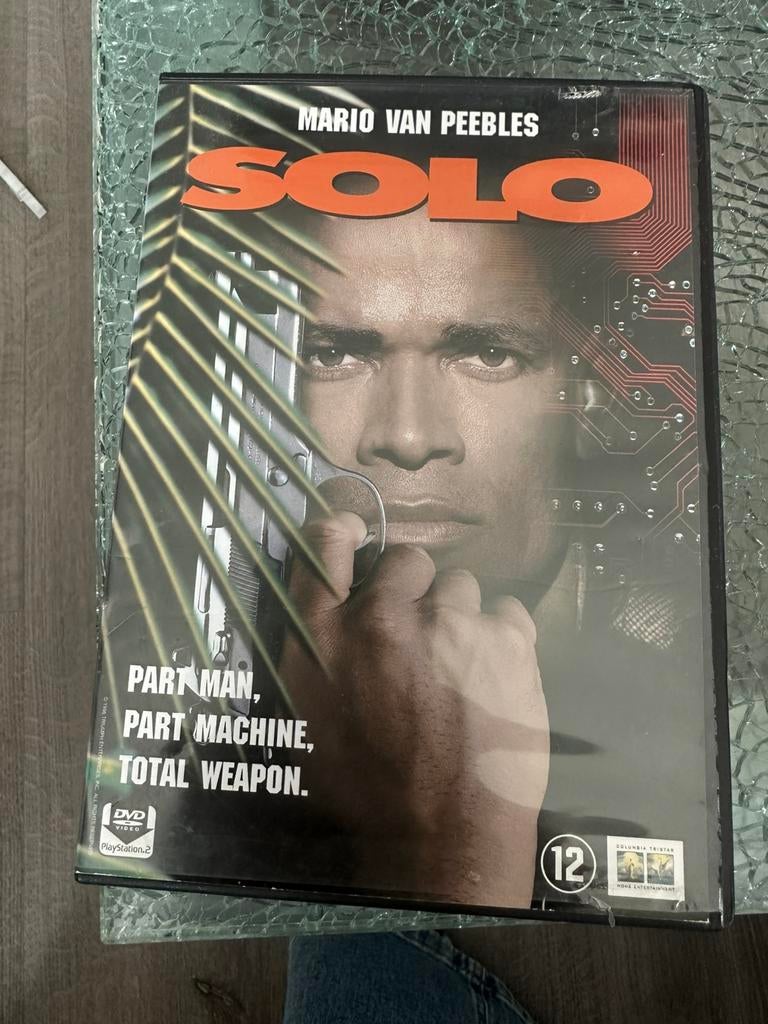 MARIO VAN PEEBLES
SOLO
PART MAN,
PART MACHINE,
TOTAL WEAPON.
DVD
VIDEO
PlayStation.2
12
COLUMBIA TRISTAR
HOME ENTERTAINMENT